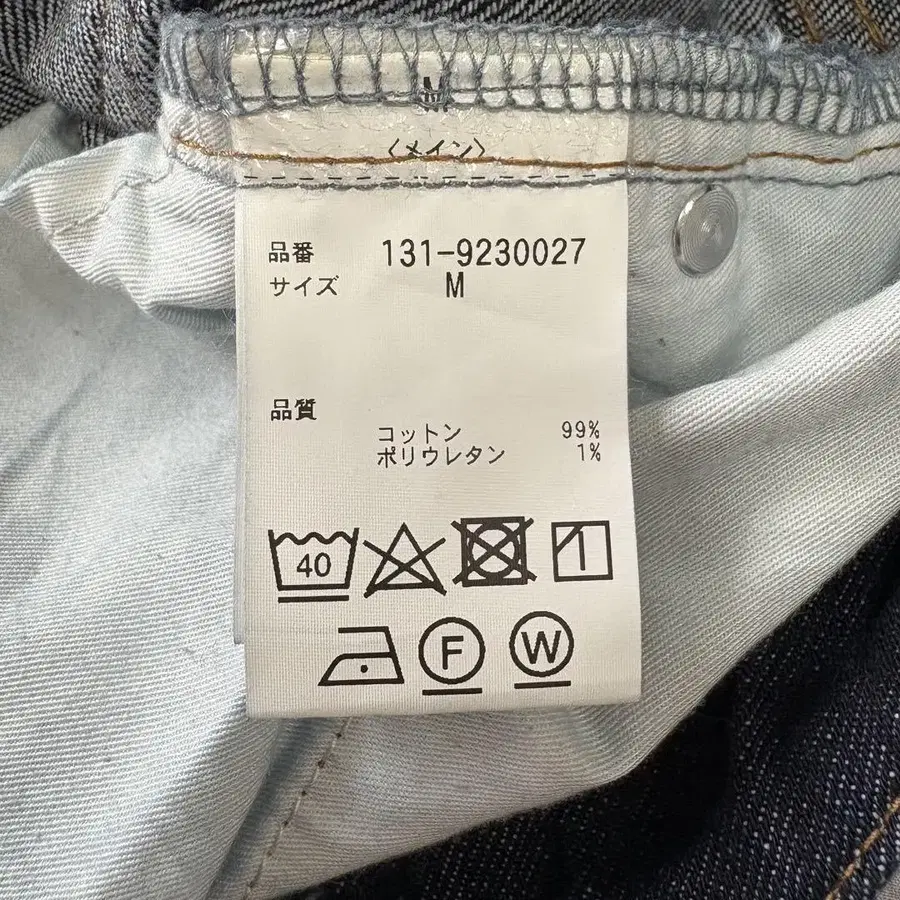 M
〈メイン〉
品番 131-9230027
サイズ M
品質
コットン 99%
ポリウレタン 1%
40
F W